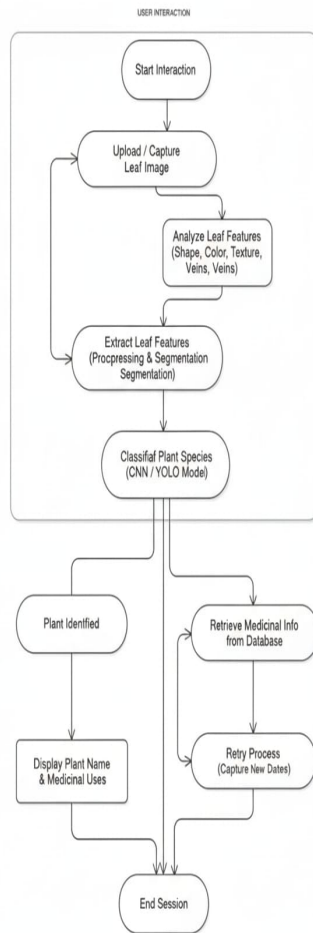 USER INTERACTION
Start Interaction
Upload / Capture
Leaf Image
Analyze Leaf Features
(Shape, Color, Texture,
Veins, Veins)
Extract Leaf Features
(Procpressing & Segmentation
Segmentation)
Classifiaf Plant Species
(CNN / YOLO Model)
Plant Identfied
Retrieve Medicinal Info
from Database
Display Plant Name
& Medicinal Uses
Retry Process
(Capture New Dates)
End Session